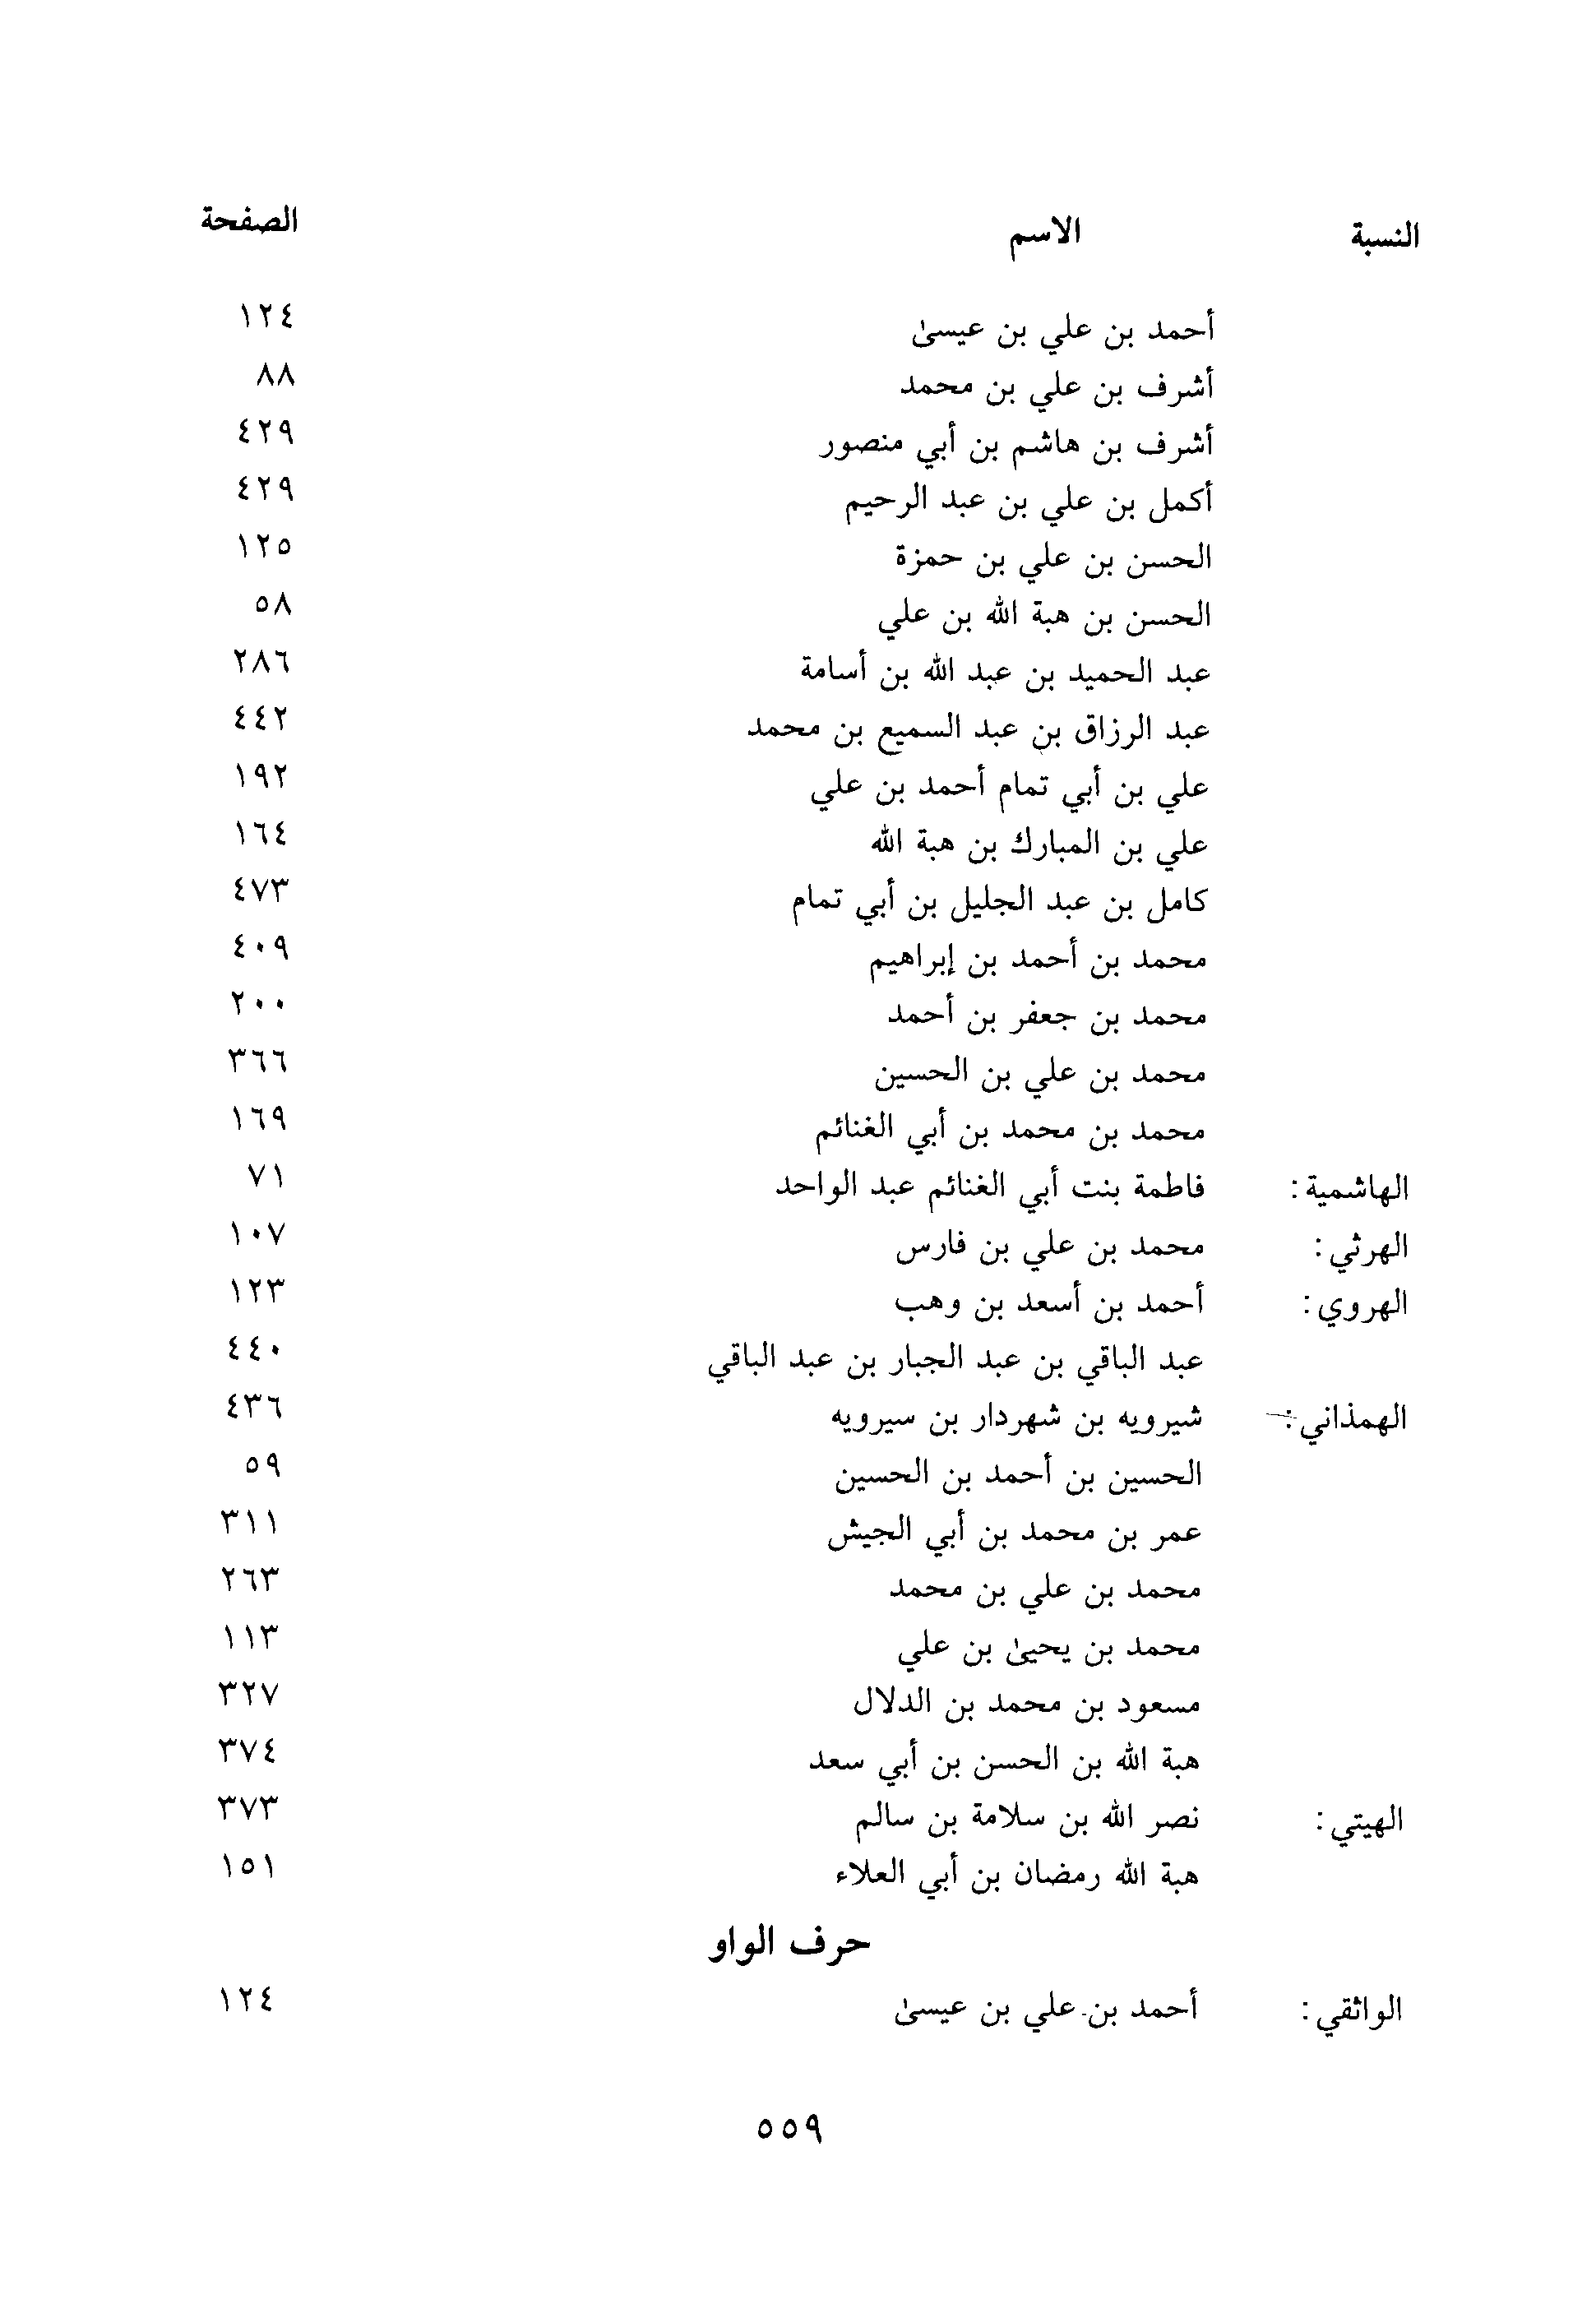 النسبة الاسم الصفحة
أحمد بن علي بن عيسىٰ ١٢٤
أشرف بن علي بن محمد ٨٨
أشرف بن هاشم بن أبي منصور ٤٢٩
أكمل بن علي بن عبد الرحيم ٤٢٩
الحسن بن علي بن حمزة ١٢٥
الحسن بن هبة الله بن علي ٥٨
عبد الحميد بن عبد الله بن أسامة ٢٨٦
عبد الرزاق بن عبد السميع بن محمد ٤٤٢
علي بن أبي تمام أحمد بن علي ١٩٢
علي بن المبارك بن هبة الله ١٦٤
كامل بن عبد الجليل بن أبي تمام ٤٧٣
محمد بن أحمد بن إبراهيم ٤٠٩
محمد بن جعفر بن أحمد ٢٠٠
محمد بن علي بن الحسين ٣٦٦
محمد بن محمد بن أبي الغنائم ١٦٩
الهاشمية: فاطمة بنت أبي الغنائم عبد الواحد ٧١
الهرثي: محمد بن علي بن فارس ١٠٧
الهروي: أحمد بن أسعد بن وهب ١٢٣
عبد الباقي بن عبد الجبار بن عبد الباقي ٤٤٠
الهمذاني: شيرويه بن شهردار بن سيرويه ٤٣٦
الحسين بن أحمد بن الحسين ٥٩
عمر بن محمد بن أبي الجيش ٣١١
محمد بن علي بن محمد ٢٦٣
محمد بن يحيىٰ بن علي ١١٣
مسعود بن محمد بن الدلال ٣٢٧
هبة الله بن الحسن بن أبي سعد ٣٧٤
الهيتي: نصر الله بن سلامة بن سالم ٣٧٣
هبة الله رمضان بن أبي العلاء ١٥١
حرف الواو
الواثقي: أحمد بن علي بن عيسىٰ ١٢٤
٥٥٩